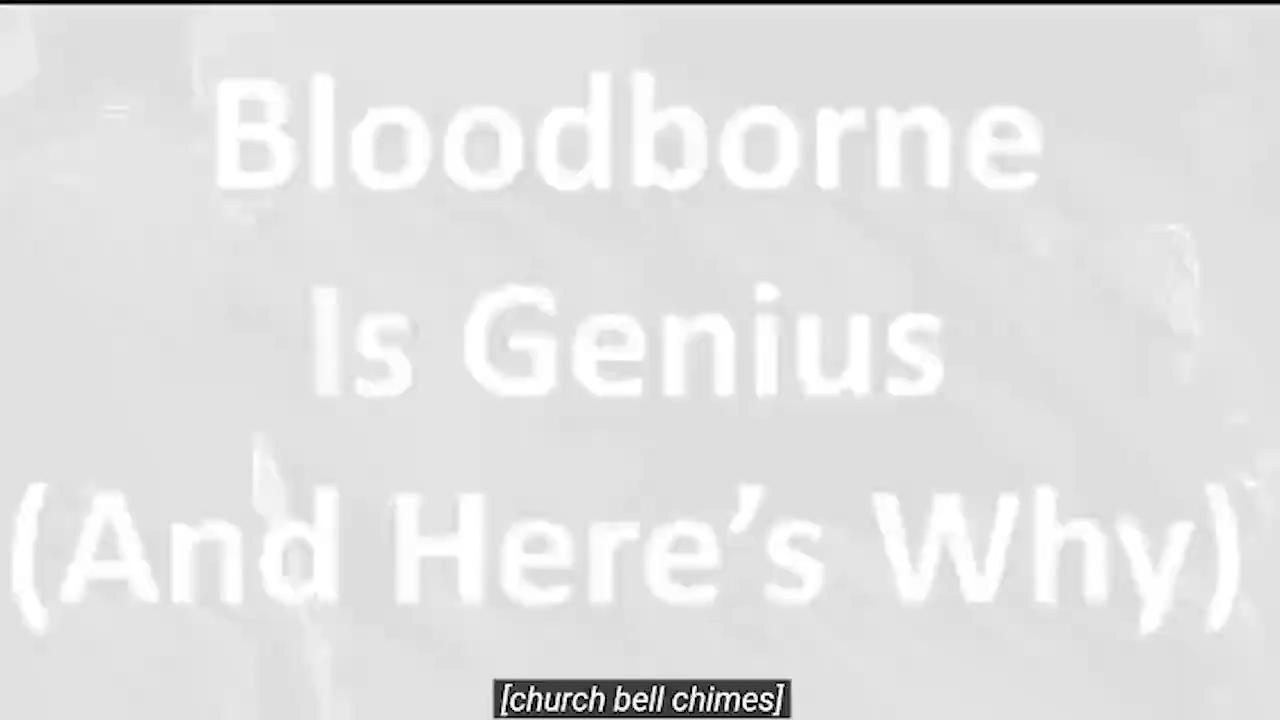 Bloodborne
Is Genius
(And Here’s Why)
[church bell chimes]